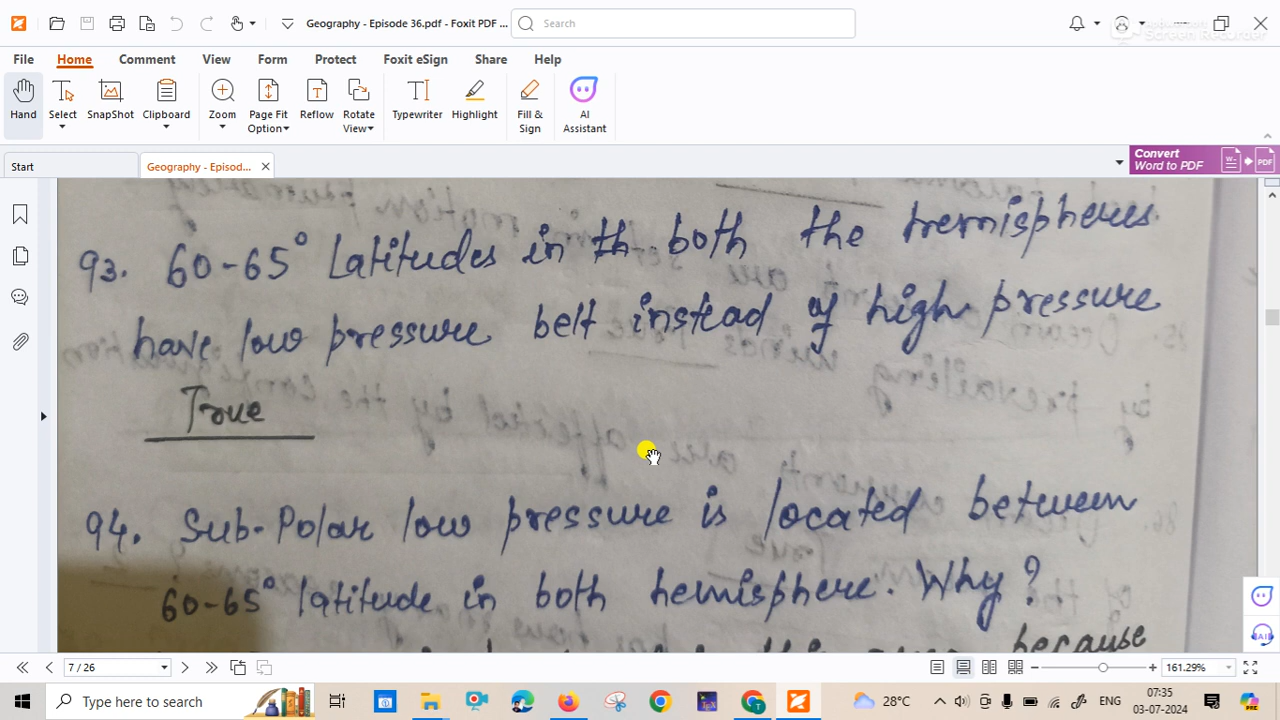 Geography - Episode 36.pdf - Foxit PDF ...
Search
File Home Comment View Form Protect Foxit eSign Share Help
Hand Select SnapShot Clipboard Zoom Page Fit Option Reflow Rotate View Typewriter Highlight Fill & Sign AI Assistant
Start
Geography - Episod...
Convert Word to PDF
93. 60-65° Latitudes in th both the hemispheres
have low pressure belt instead of high pressure
True
94. Sub-Polar low pressure is located between
60-65° latitude in both hemisphere. Why?
because
7 / 26
161.29%
Type here to search
28°C
ENG
07:35
03-07-2024